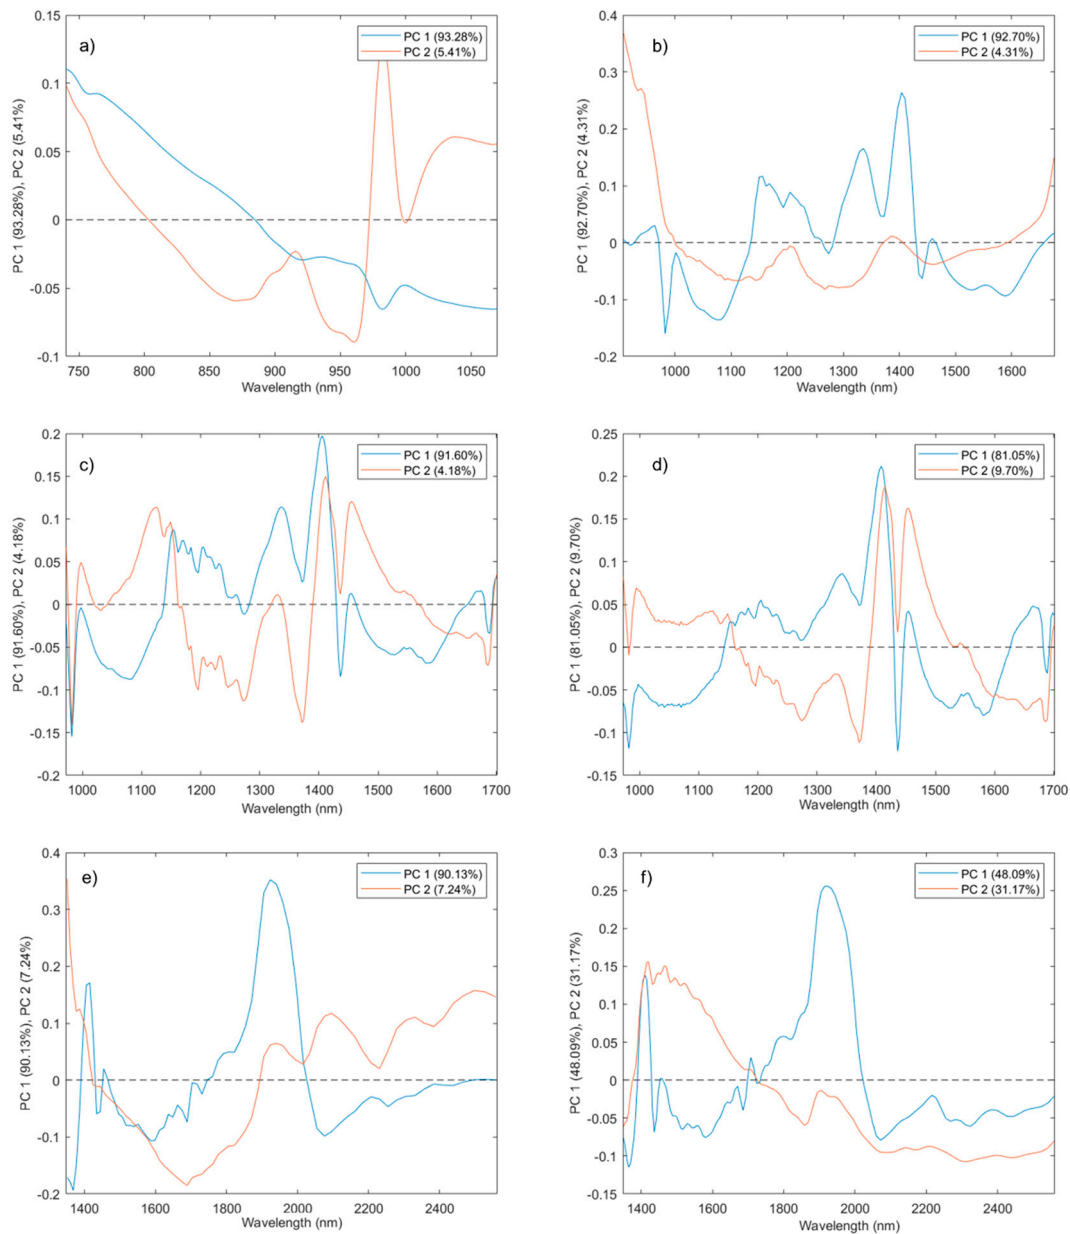 a)
PC 1 (93.28%)
PC 2 (5.41%)
PC 1 (93.28%), PC 2 (5.41%)
0.15
0.1
0.05
0
-0.05
-0.1
750 800 850 900 950 1000 1050
Wavelength (nm)
b)
PC 1 (92.70%)
PC 2 (4.31%)
PC 1 (92.70%), PC 2 (4.31%)
0.4
0.3
0.2
0.1
0
-0.1
-0.2
1000 1100 1200 1300 1400 1500 1600
Wavelength (nm)
c)
PC 1 (91.60%)
PC 2 (4.18%)
PC 1 (91.60%), PC 2 (4.18%)
0.2
0.15
0.1
0.05
0
-0.05
-0.1
-0.15
-0.2
1000 1100 1200 1300 1400 1500 1600 1700
Wavelength (nm)
d)
PC 1 (81.05%)
PC 2 (9.70%)
PC 1 (81.05%), PC 2 (9.70%)
0.25
0.2
0.15
0.1
0.05
0
-0.05
-0.1
-0.15
1000 1100 1200 1300 1400 1500 1600 1700
Wavelength (nm)
e)
PC 1 (90.13%)
PC 2 (7.24%)
PC 1 (90.13%), PC 2 (7.24%)
0.4
0.3
0.2
0.1
0
-0.1
-0.2
1400 1600 1800 2000 2200 2400
Wavelength (nm)
f)
PC 1 (48.09%)
PC 2 (31.17%)
PC 1 (48.09%), PC 2 (31.17%)
0.3
0.25
0.2
0.15
0.1
0.05
0
-0.05
-0.1
-0.15
1400 1600 1800 2000 2200 2400
Wavelength (nm)